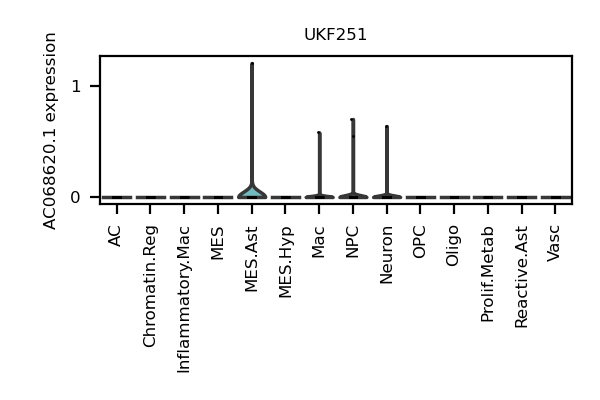 UKF251
AC068620.1 expression
1
0
AC
Chromatin.Reg
Inflammatory.Mac
MES
MES.Ast
MES.Hyp
Mac
NPC
Neuron
OPC
Oligo
Prolif.Metab
Reactive.Ast
Vasc